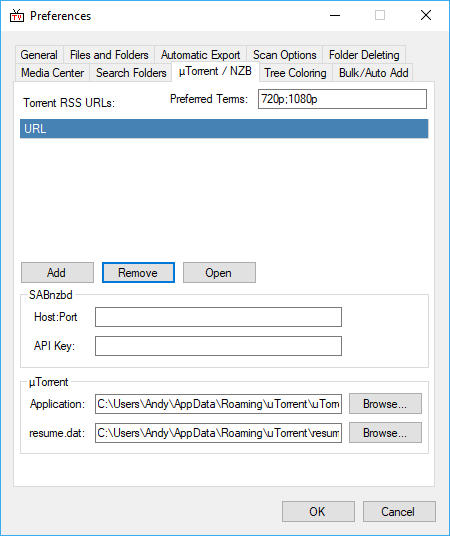 TV
Preferences
General Files and Folders Automatic Export Scan Options Folder Deleting
Media Center Search Folders µTorrent / NZB Tree Coloring Bulk/Auto Add
Torrent RSS URLs: Preferred Terms: 720p;1080p
URL
Add Remove Open
SABnzbd
Host:Port
API Key:
µTorrent
Application: C:\Users\Andy\AppData\Roaming\uTorrent\uTorre Browse...
resume.dat: C:\Users\Andy\AppData\Roaming\uTorrent\resum Browse...
OK Cancel